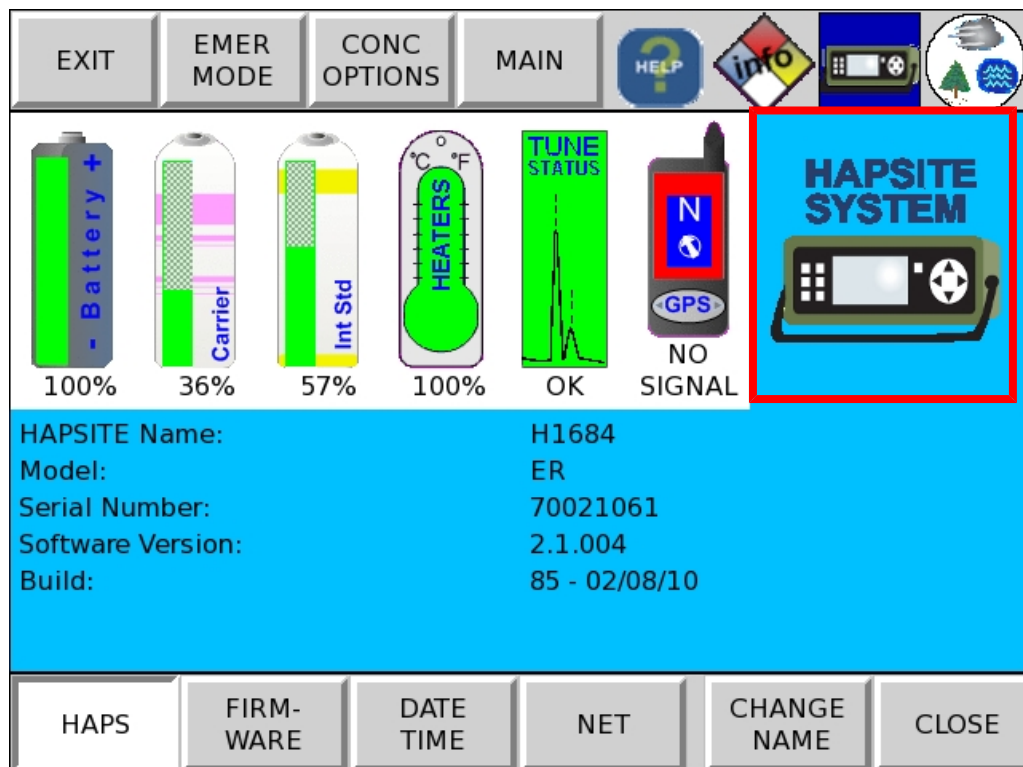 EXIT
EMER
MODE
CONC
OPTIONS
MAIN
HELP
info
- Battery +
100%
Carrier
36%
Int Std
57%
°C °F
HEATERS
100%
TUNE
STATUS
OK
N
GPS
NO
SIGNAL
HAPSITE
SYSTEM
HAPSITE Name: H1684
Model: ER
Serial Number: 70021061
Software Version: 2.1.004
Build: 85 - 02/08/10
HAPS
FIRM-
WARE
DATE
TIME
NET
CHANGE
NAME
CLOSE